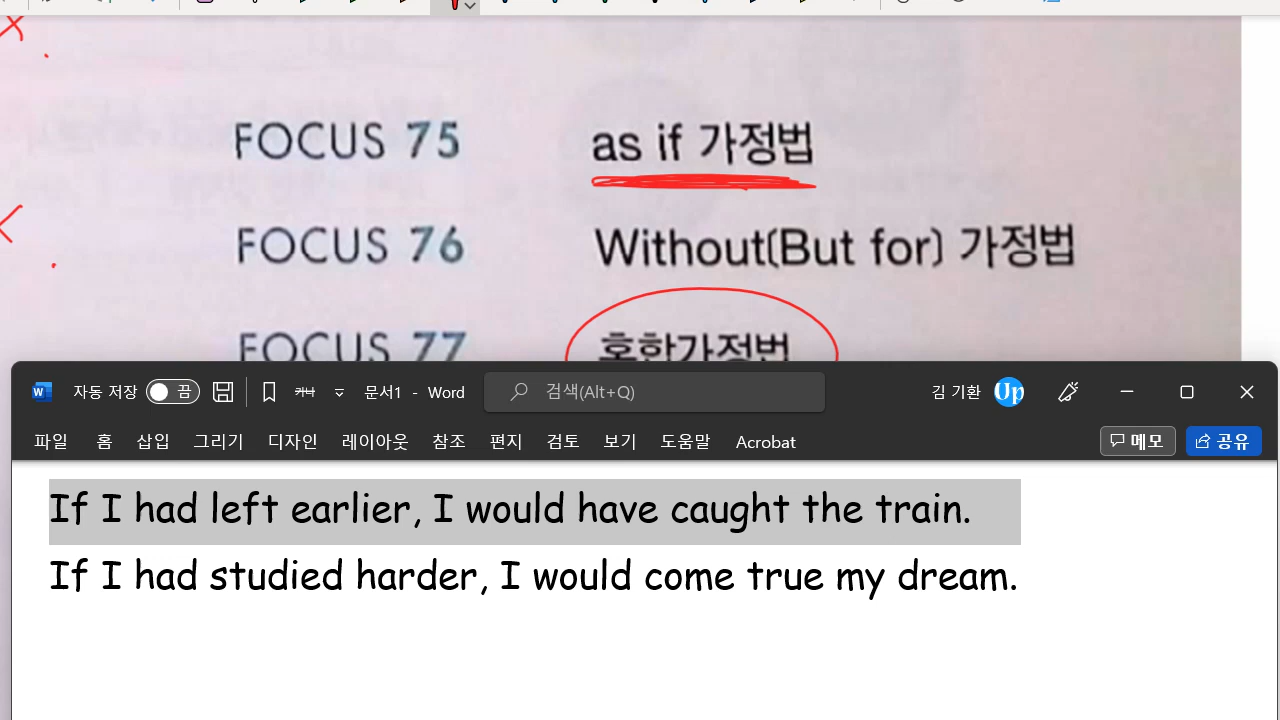 FOCUS 75 as if 가정법
FOCUS 76 Without(But for) 가정법
FOCUS 77 혼합가정법
자동 저장 끔 가나 문서1 - Word 검색(Alt+Q) 김 기환 Up
파일 홈 삽입 그리기 디자인 레이아웃 참조 편지 검토 보기 도움말 Acrobat 메모 공유
If I had left earlier, I would have caught the train.
If I had studied harder, I would come true my dream.